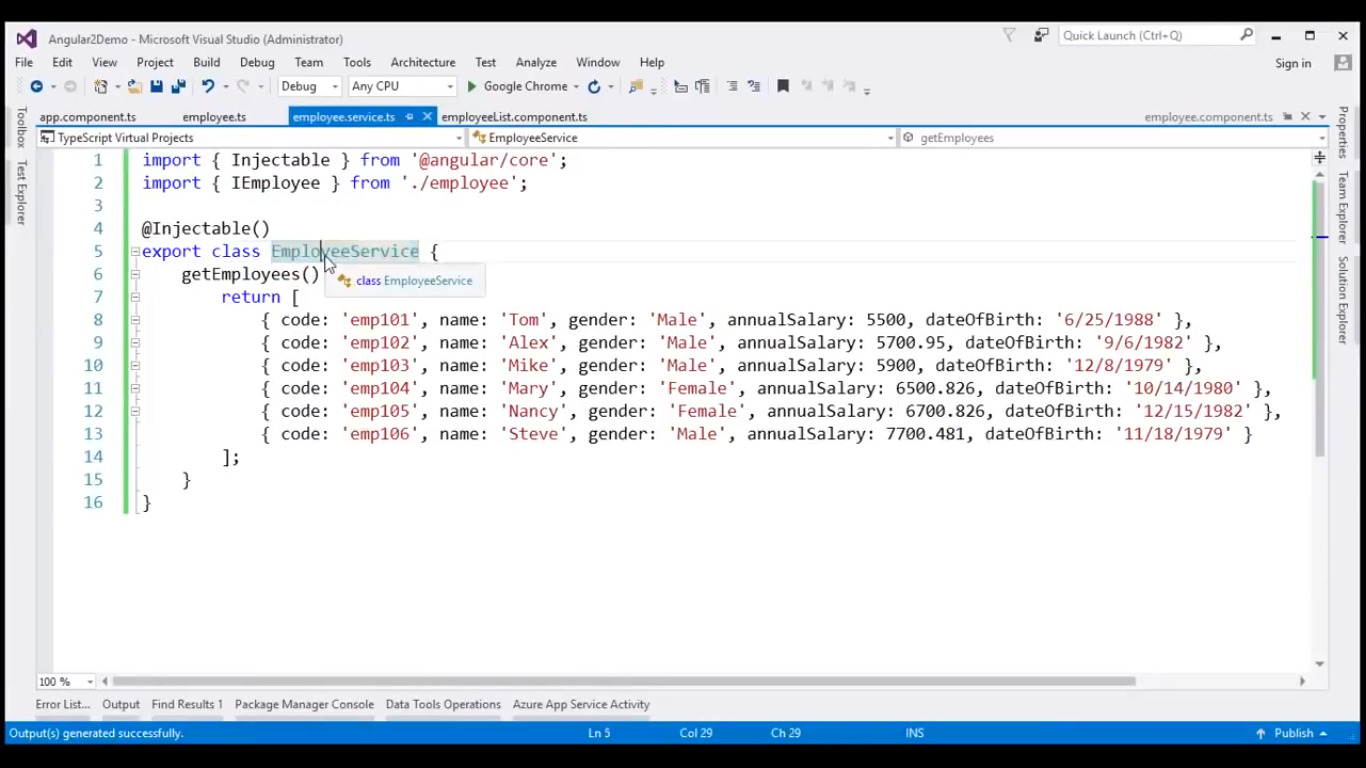 Angular2Demo - Microsoft Visual Studio (Administrator)
Quick Launch (Ctrl+Q)
File Edit View Project Build Debug Team Tools Architecture Test Analyze Window Help
Sign in
Debug Any CPU Google Chrome
app.component.ts employee.ts employee.service.ts employeeList.component.ts employee.component.ts
TypeScript Virtual Projects EmployeeService getEmployees
Toolbox
Test Explorer
Properties
Team Explorer
Solution Explorer
1 import { Injectable } from '@angular/core';
2 import { IEmployee } from './employee';
3
4 @Injectable()
5 export class EmployeeService {
6 getEmployees()
class EmployeeService
7 return [
8 { code: 'emp101', name: 'Tom', gender: 'Male', annualSalary: 5500, dateOfBirth: '6/25/1988' },
9 { code: 'emp102', name: 'Alex', gender: 'Male', annualSalary: 5700.95, dateOfBirth: '9/6/1982' },
10 { code: 'emp103', name: 'Mike', gender: 'Male', annualSalary: 5900, dateOfBirth: '12/8/1979' },
11 { code: 'emp104', name: 'Mary', gender: 'Female', annualSalary: 6500.826, dateOfBirth: '10/14/1980' },
12 { code: 'emp105', name: 'Nancy', gender: 'Female', annualSalary: 6700.826, dateOfBirth: '12/15/1982' },
13 { code: 'emp106', name: 'Steve', gender: 'Male', annualSalary: 7700.481, dateOfBirth: '11/18/1979' }
14 ];
15 }
16 }
100 %
Error List... Output Find Results 1 Package Manager Console Data Tools Operations Azure App Service Activity
Output(s) generated successfully. Ln 5 Col 29 Ch 29 INS Publish